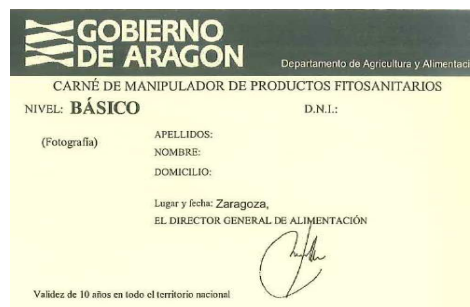 GOBIERNO
DE ARAGON
Departamento de Agricultura y Alimentaci
CARNÉ DE MANIPULADOR DE PRODUCTOS FITOSANITARIOS
NIVEL: BÁSICO D.N.I.:
(Fotografía)
APELLIDOS:
NOMBRE:
DOMICILIO:
Lugar y fecha: Zaragoza,
EL DIRECTOR GENERAL DE ALIMENTACIÓN
Validez de 10 años en todo el territorio nacional